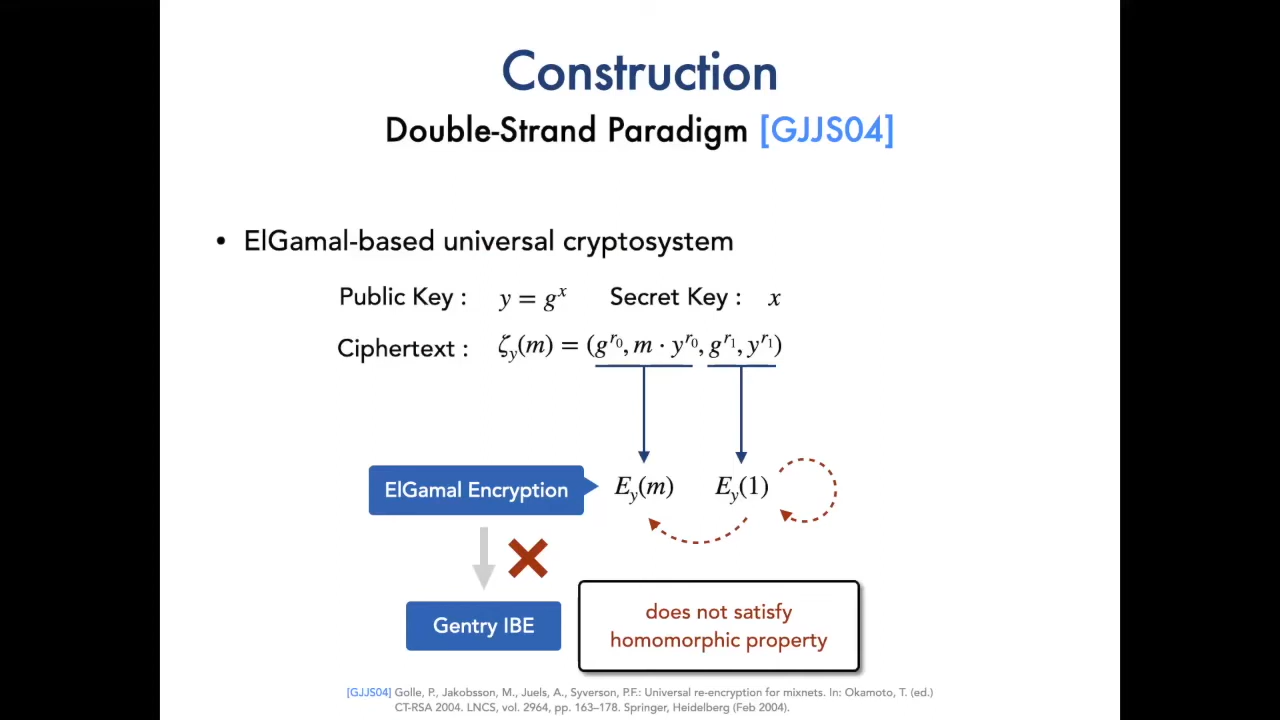 Construction
Double-Strand Paradigm [GJJS04]
• ElGamal-based universal cryptosystem
Public Key : y = g^x Secret Key : x
Ciphertext : ζ_y(m) = (g^{r_0}, m · y^{r_0}, g^{r_1}, y^{r_1})
ElGamal Encryption E_y(m) E_y(1)
Gentry IBE
does not satisfy
homomorphic property
[GJJS04] Golle, P., Jakobsson, M., Juels, A., Syverson, P.F.: Universal re-encryption for mixnets. In: Okamoto, T. (ed.)
CT-RSA 2004. LNCS, vol. 2964, pp. 163–178. Springer, Heidelberg (Feb 2004).